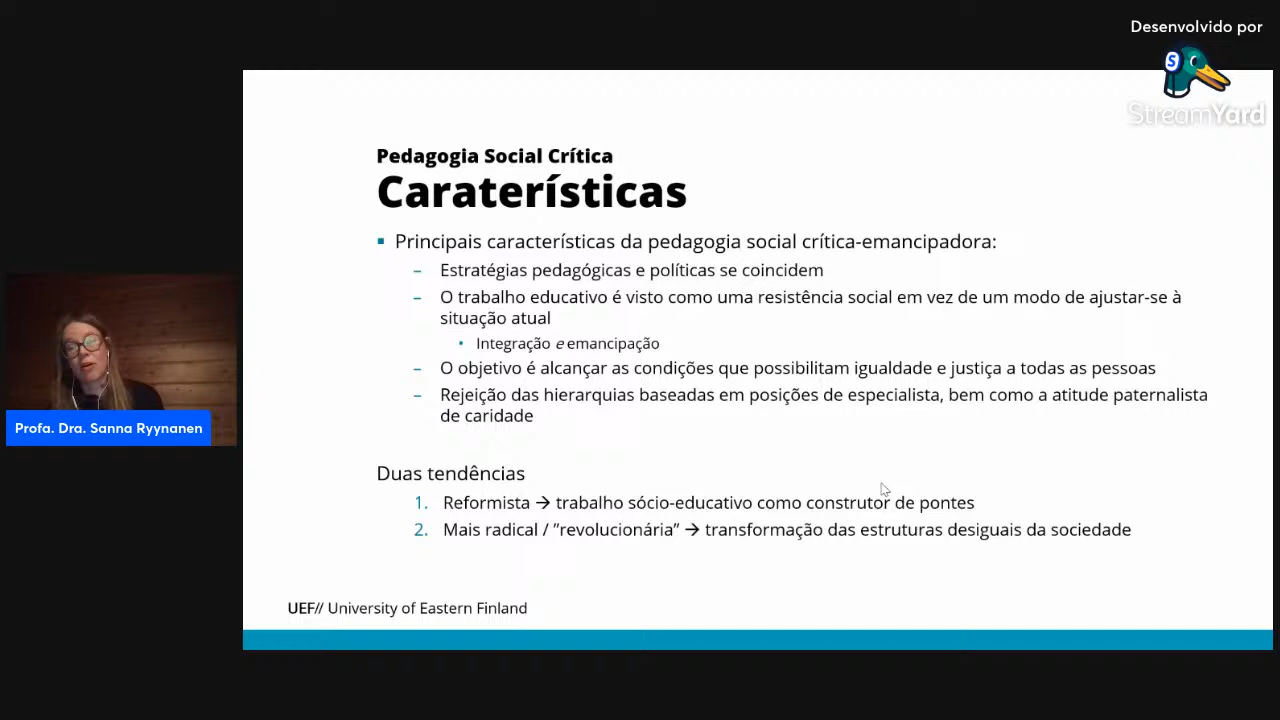 Desenvolvido por
S
StreamYard
Pedagogia Social Crítica
Caraterísticas
▪ Principais características da pedagogia social crítica-emancipadora:
– Estratégias pedagógicas e políticas se coincidem
– O trabalho educativo é visto como uma resistência social em vez de um modo de ajustar-se à
situação atual
• Integração e emancipação
– O objetivo é alcançar as condições que possibilitam igualdade e justiça a todas as pessoas
– Rejeição das hierarquias baseadas em posições de especialista, bem como a atitude paternalista
de caridade
Profa. Dra. Sanna Ryynanen
Duas tendências
1. Reformista → trabalho sócio-educativo como construtor de pontes
2. Mais radical / ”revolucionária” → transformação das estruturas desiguais da sociedade
UEF// University of Eastern Finland